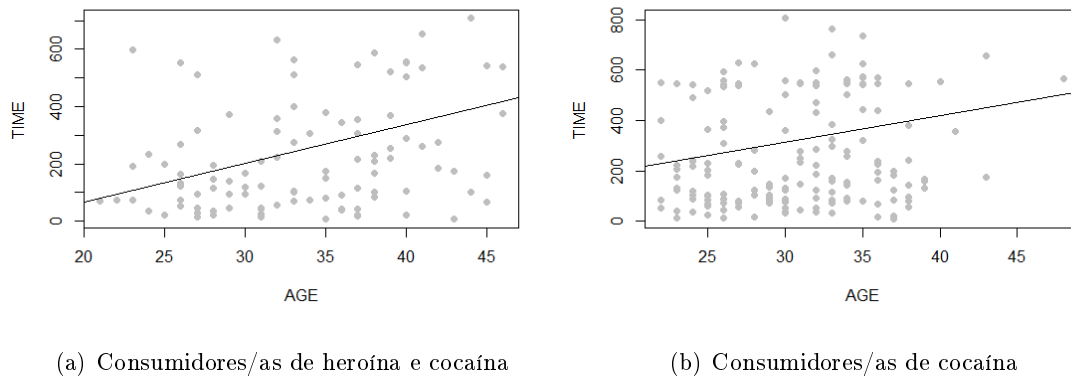 TIME
600
400
200
0
20 25 30 35 40 45
AGE
(a) Consumidores/as de heroína e cocaína
TIME
800
600
400
200
0
25 30 35 40 45
AGE
(b) Consumidores/as de cocaína